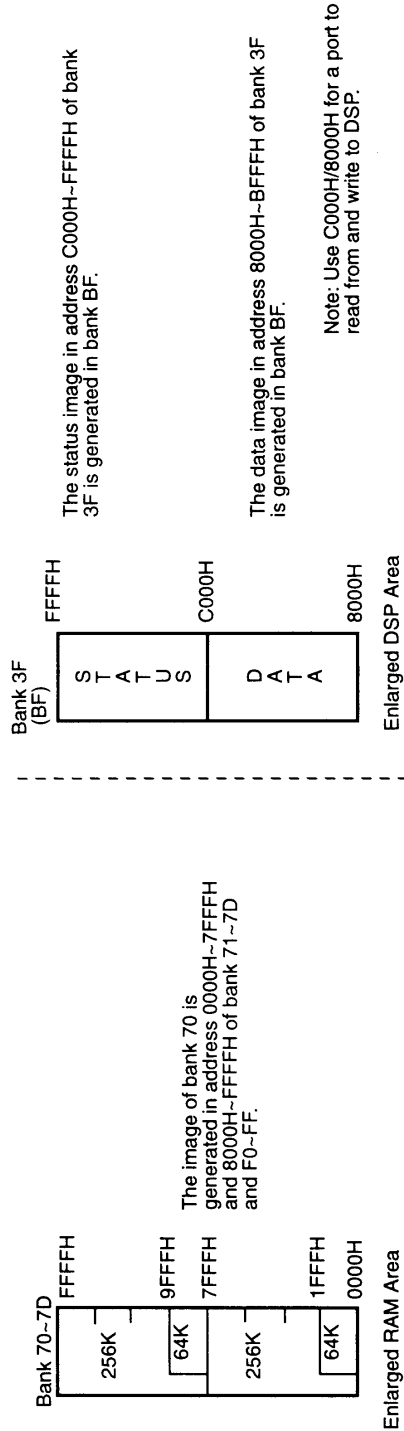 Bank 70~7D
FFFFH
256K
9FFFH
64K
7FFFH
256K
1FFFH
64K
0000H
The image of bank 70 is
generated in address 0000H~7FFFH
and 8000H~FFFFH of bank 71~7D
and F0~FF.
Enlarged RAM Area
Bank 3F
(BF)
FFFFH
STATUS
C000H
DATA
8000H
The status image in address C000H~FFFFH of bank
3F is generated in bank BF.
The data image in address 8000H~BFFFH of bank 3F
is generated in bank BF.
Note: Use C000H/8000H for a port to
read from and write to DSP.
Enlarged DSP Area